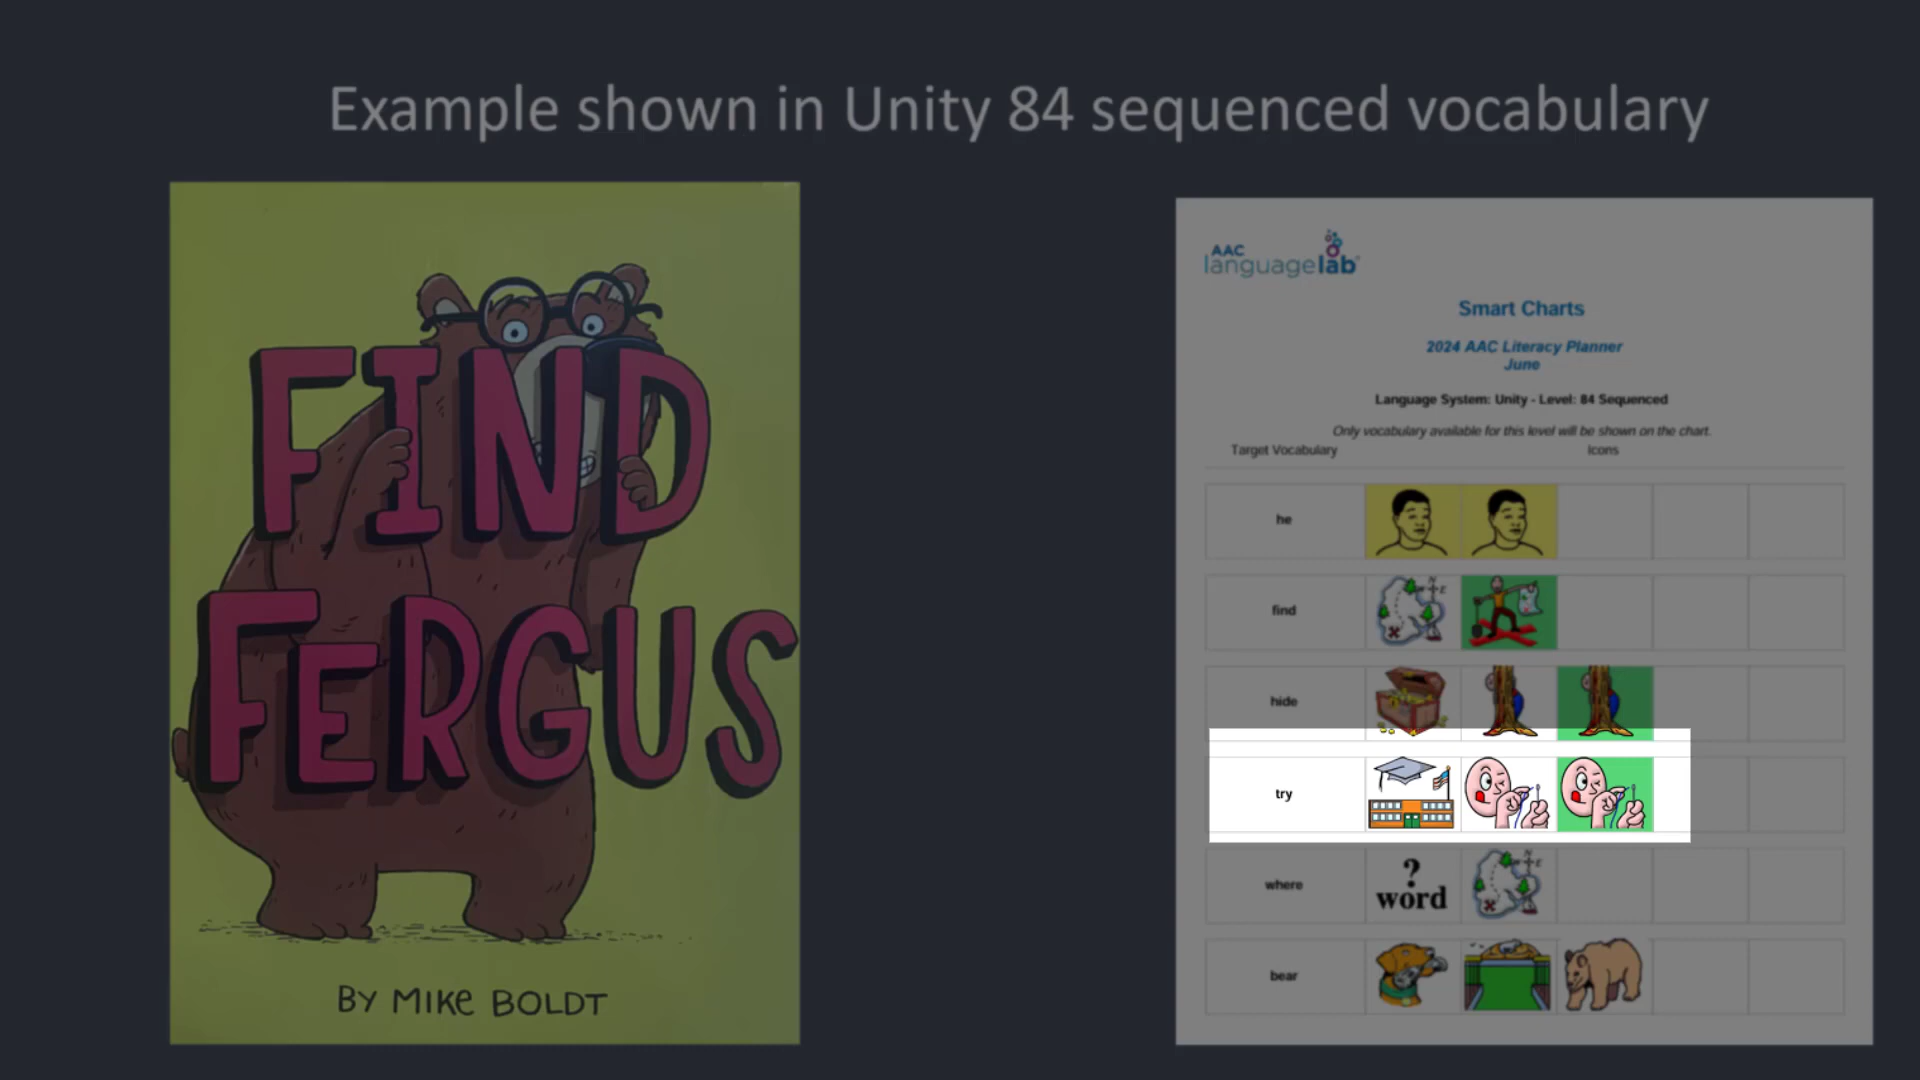 Example shown in Unity 84 sequenced vocabulary
FIND
FERGUS
BY MIKE BOLDT
AAC
languagelab
Smart Charts
2024 AAC Literacy Planner
June
Language System: Unity - Level: 84 Sequenced
Only vocabulary available for this level will be shown on the chart.
Target Vocabulary Icons
he
find
hide
try
where ? word
bear